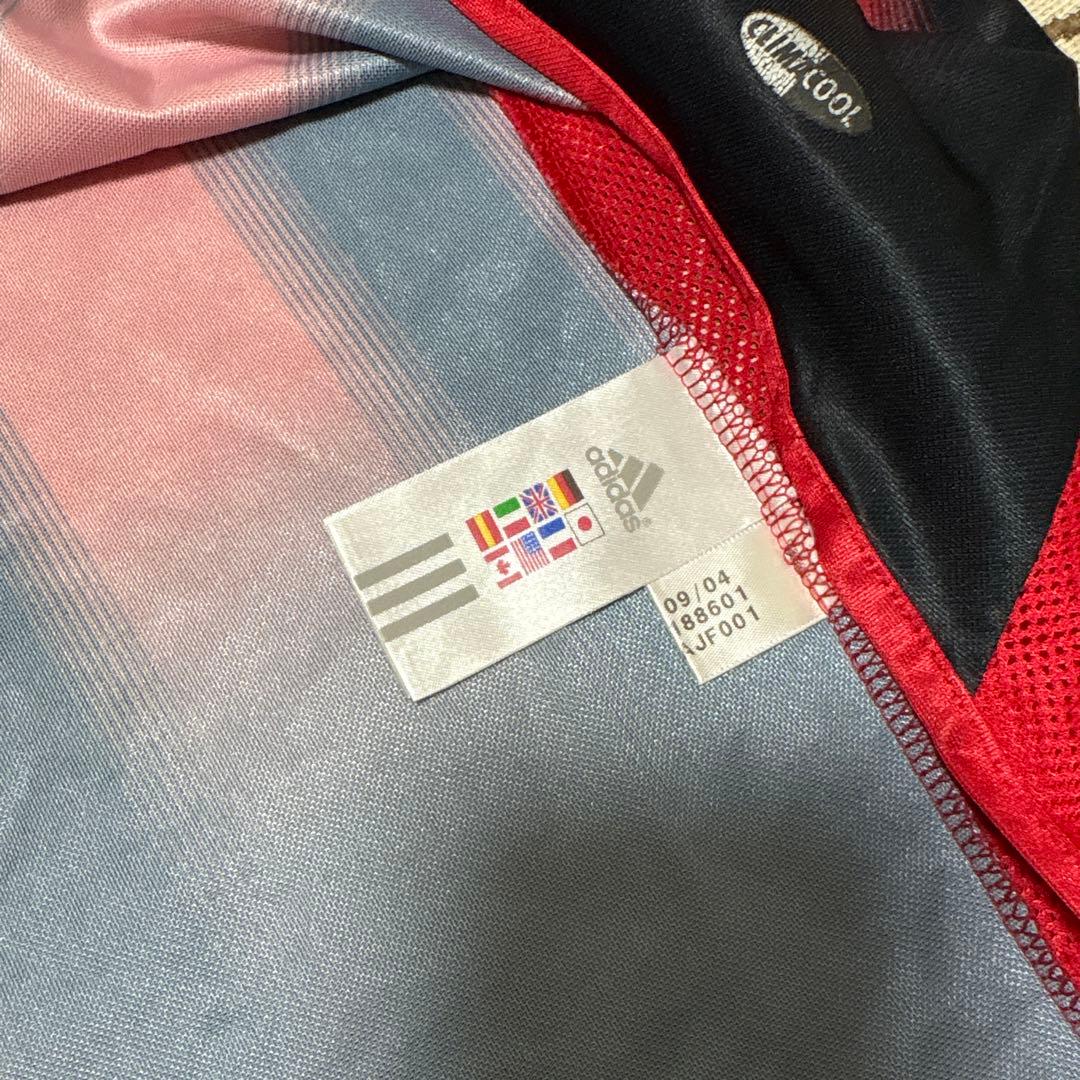 CLIMACOOL
adidas
09/04
188601
AJF001